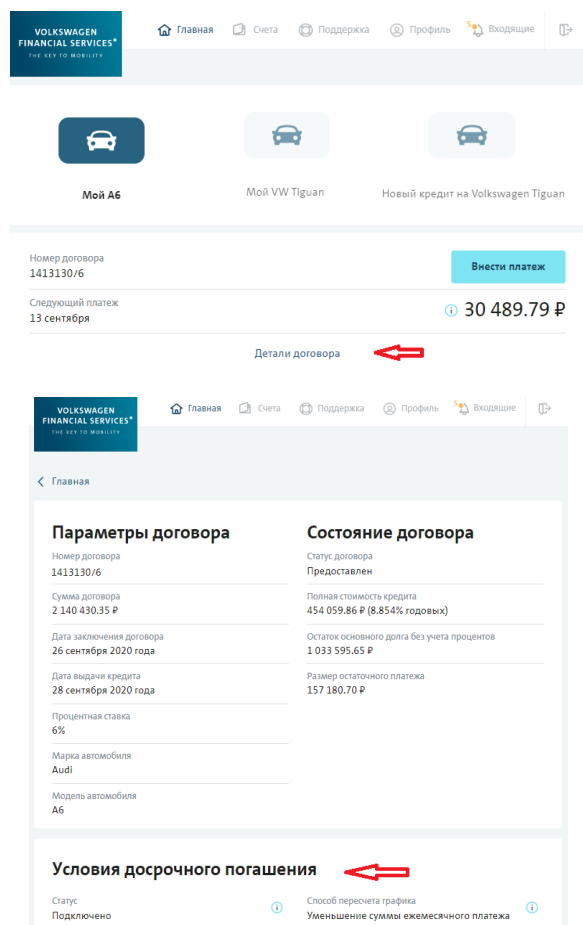 VOLKSWAGEN
FINANCIAL SERVICES*
THE KEY TO MOBILITY
Главная
Счета
Поддержка
Профиль
5
Входящие
Мой А6
Мой VW Tiguan
Новый кредит на Volkswagen Tiguan
Номер договора
1413130/6
Внести платеж
Следующий платеж
13 сентября
30 489.79 ₽
Детали договора
VOLKSWAGEN
FINANCIAL SERVICES*
THE KEY TO MOBILITY
Главная
Счета
Поддержка
Профиль
5
Входящие
Главная
Параметры договора
Номер договора
1413130/6
Сумма договора
2 140 430.35 ₽
Дата заключения договора
26 сентября 2020 года
Дата выдачи кредита
28 сентября 2020 года
Процентная ставка
6%
Марка автомобиля
Audi
Модель автомобиля
A6
Состояние договора
Статус договора
Предоставлен
Полная стоимость кредита
454 059.86 ₽ (8.854% годовых)
Остаток основного долга без учета процентов
1 033 595.65 ₽
Размер остаточного платежа
157 180.70 ₽
Условия досрочного погашения
Статус
Подключено
Способ пересчета графика
Уменьшение суммы ежемесячного платежа